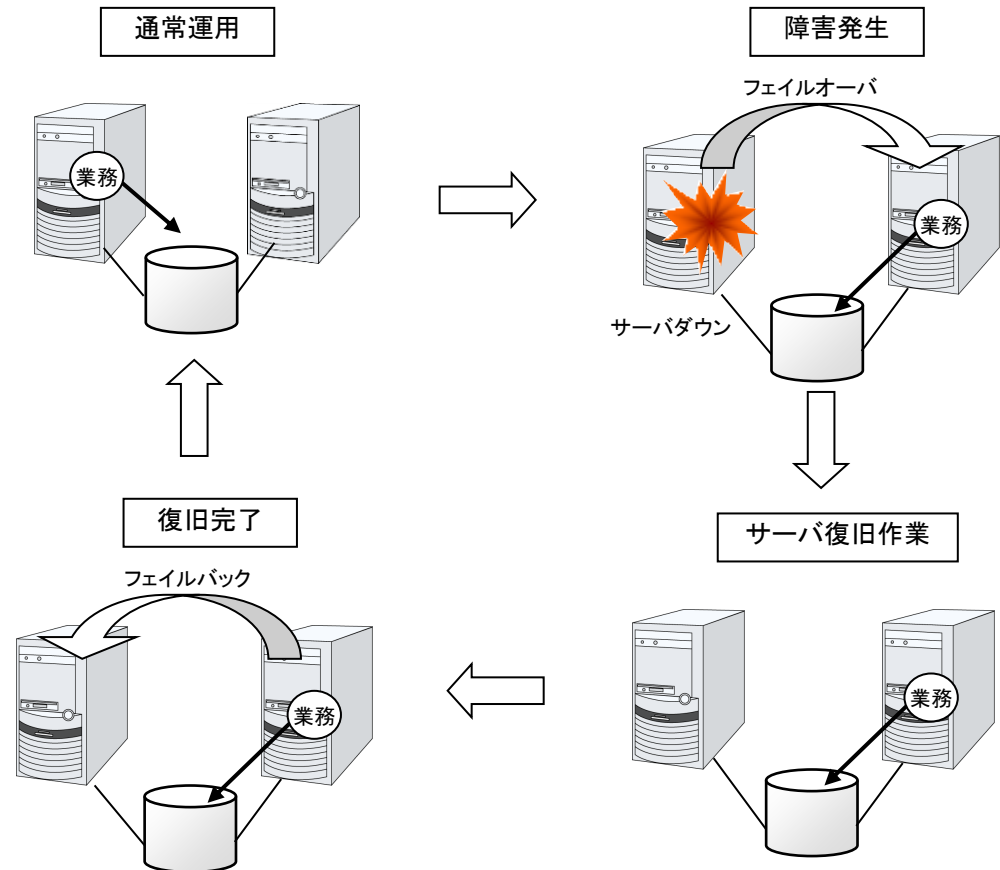 通常運用
業務
障害発生
フェイルオーバ
業務
サーバダウン
サーバ復旧作業
業務
復旧完了
フェイルバック
業務